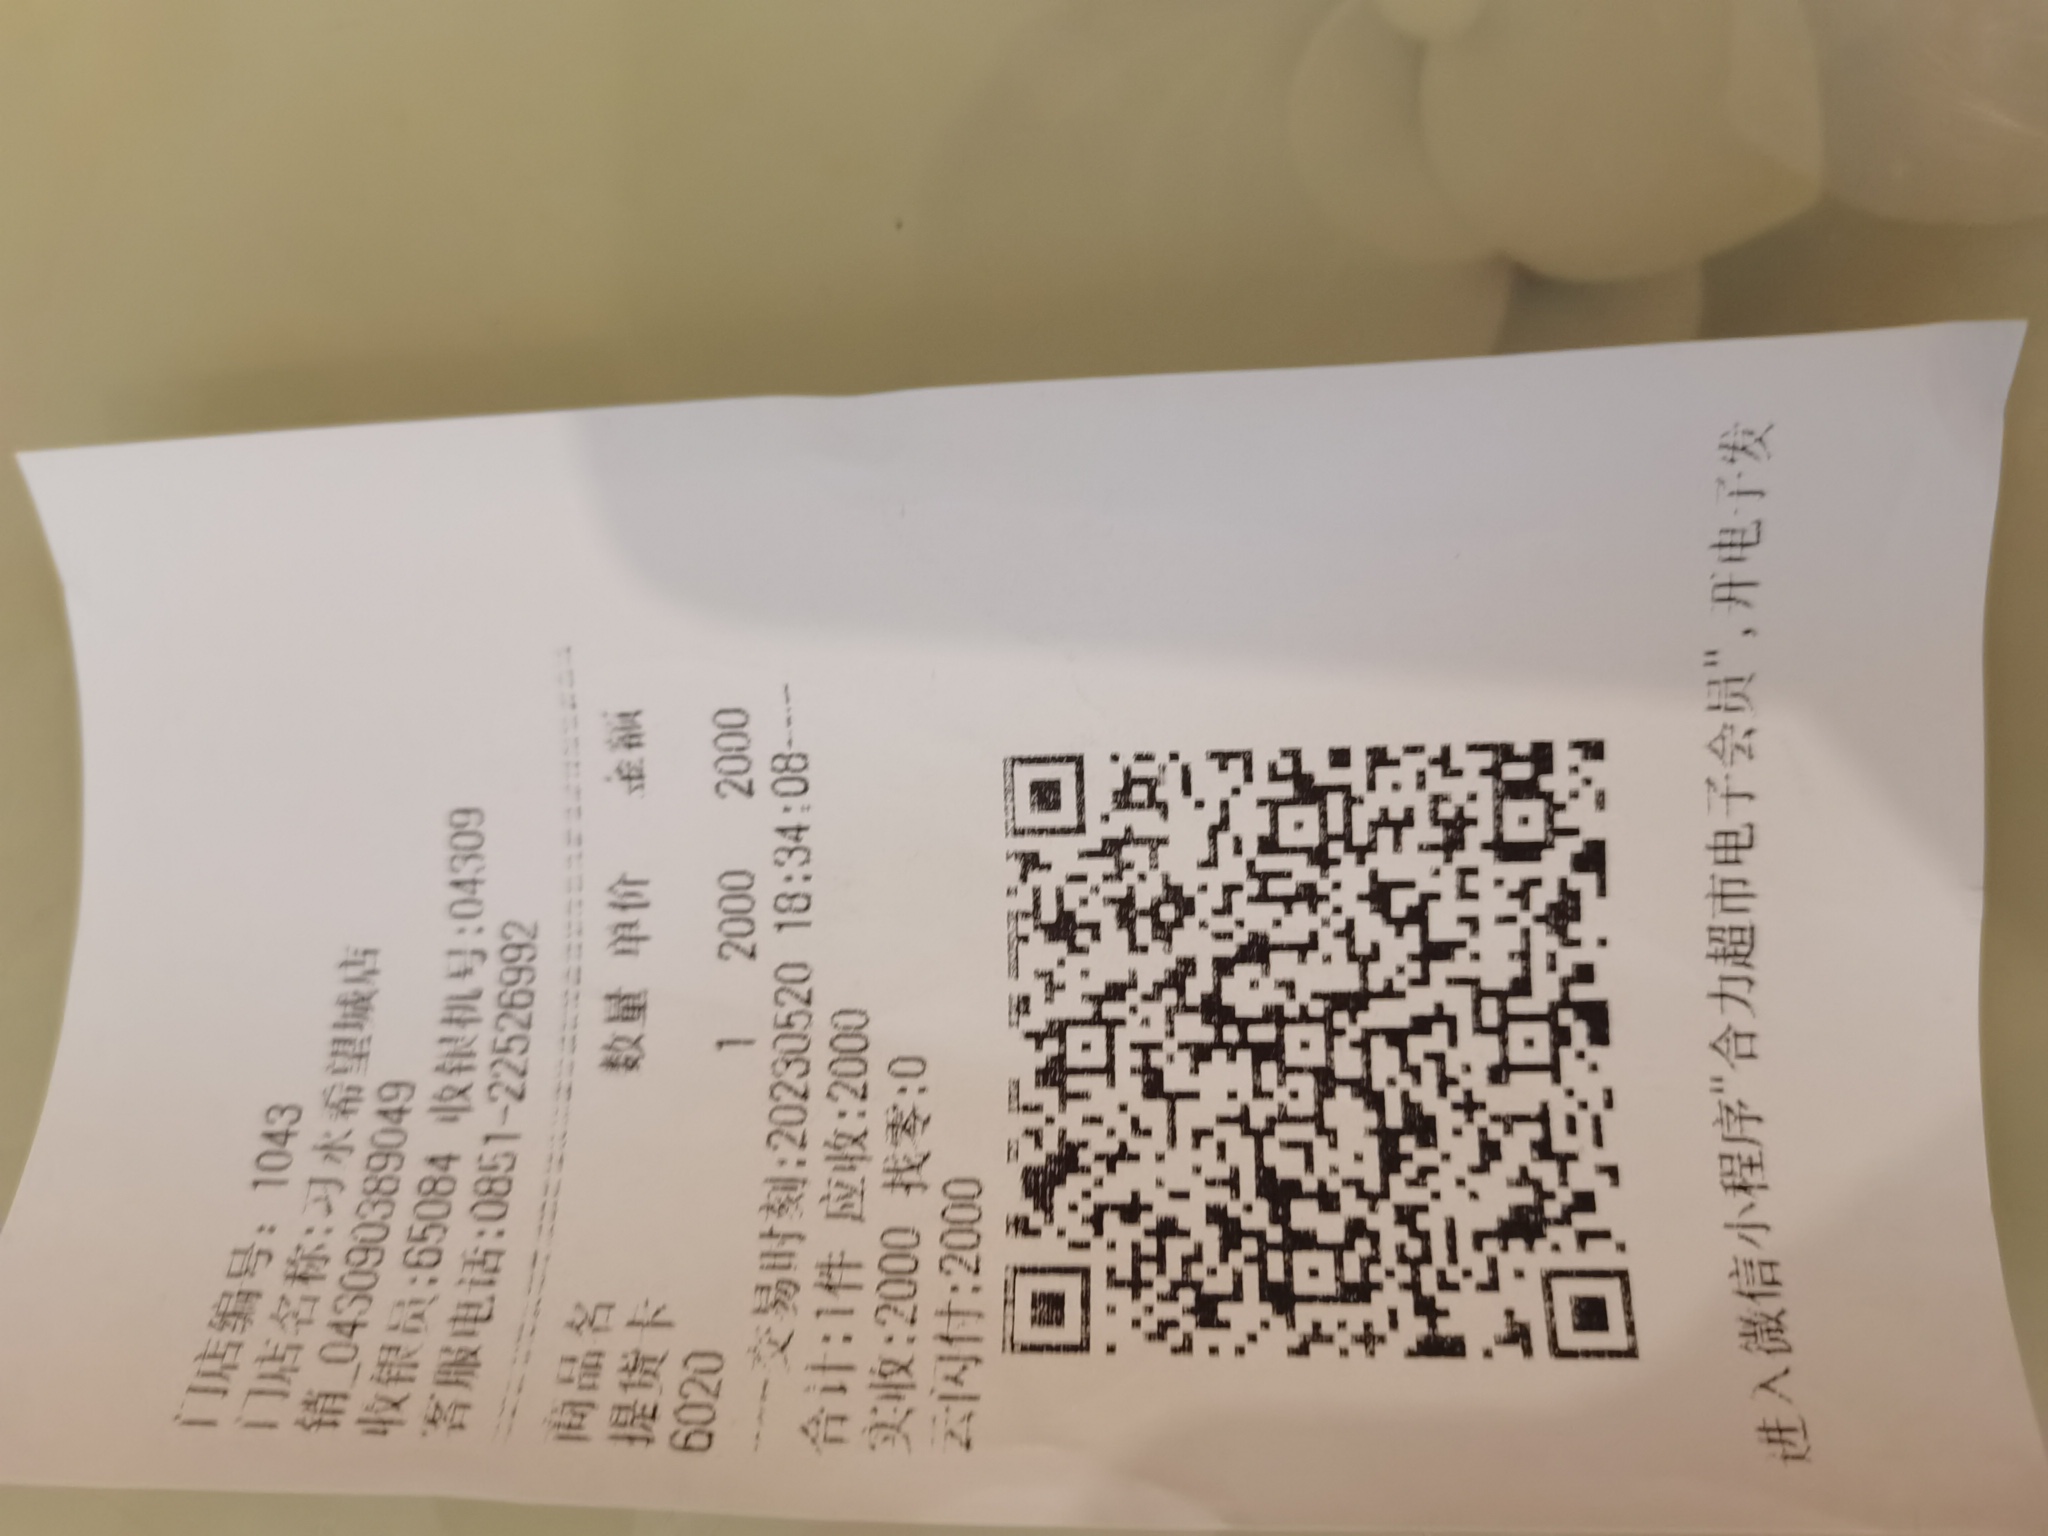 门店编号: 1043
门店名称:习水希望城店
销_043090389049
收银员:65084 收银机号:04309
客服电话:0851-22526992
商品名 数量 单价 金额
提货卡
6020 1 2000 2000
----交易时刻:20230520 18:34:08----
合计:1件 应收:2000
实收:2000 找零:0
云闪付:2000
进入微信小程序"合力超市电子会员",开电子发